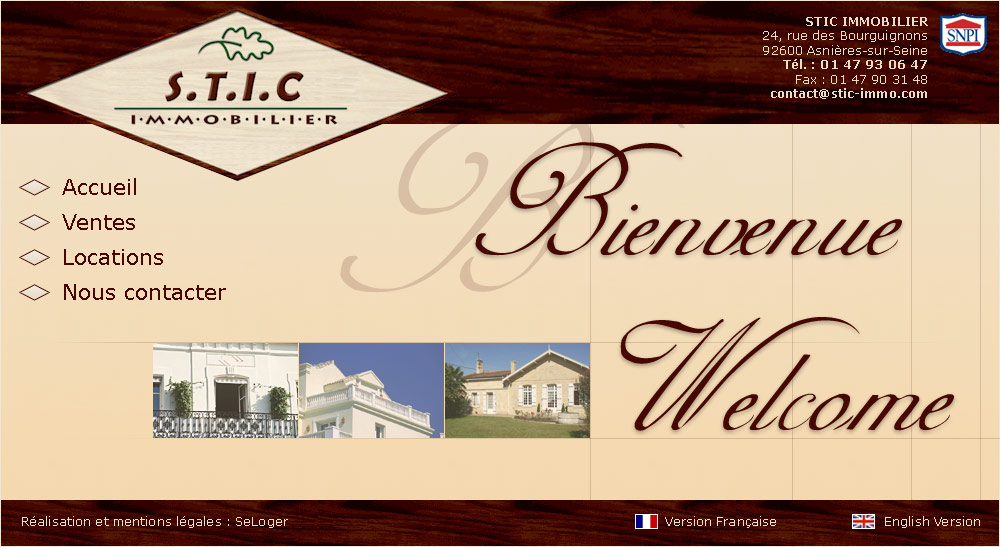 S.T.I.C
I·M·M·O·B·I·L·I·E·R
STIC IMMOBILIER
24, rue des Bourguignons
92600 Asnières-sur-Seine
Tél. : 01 47 93 06 47
Fax : 01 47 90 31 48
contact@stic-immo.com
SNPI
Accueil
Ventes
Locations
Nous contacter
B
Bienvenue
Welcome
Réalisation et mentions légales : SeLoger
Version Française
English Version